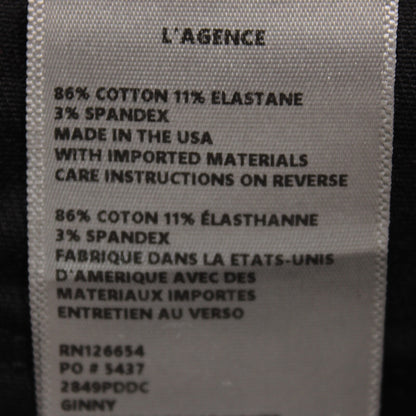 L'AGENCE
86% COTTON 11% ELASTANE
3% SPANDEX
MADE IN THE USA
WITH IMPORTED MATERIALS
CARE INSTRUCTIONS ON REVERSE
86% COTON 11% ÉLASTHANNE
3% SPANDEX
FABRIQUE DANS LA ETATS-UNIS
D'AMERIQUE AVEC DES
MATERIAUX IMPORTES
ENTRETIEN AU VERSO
RN126654
PO # 5437
2849PDDC
GINNY